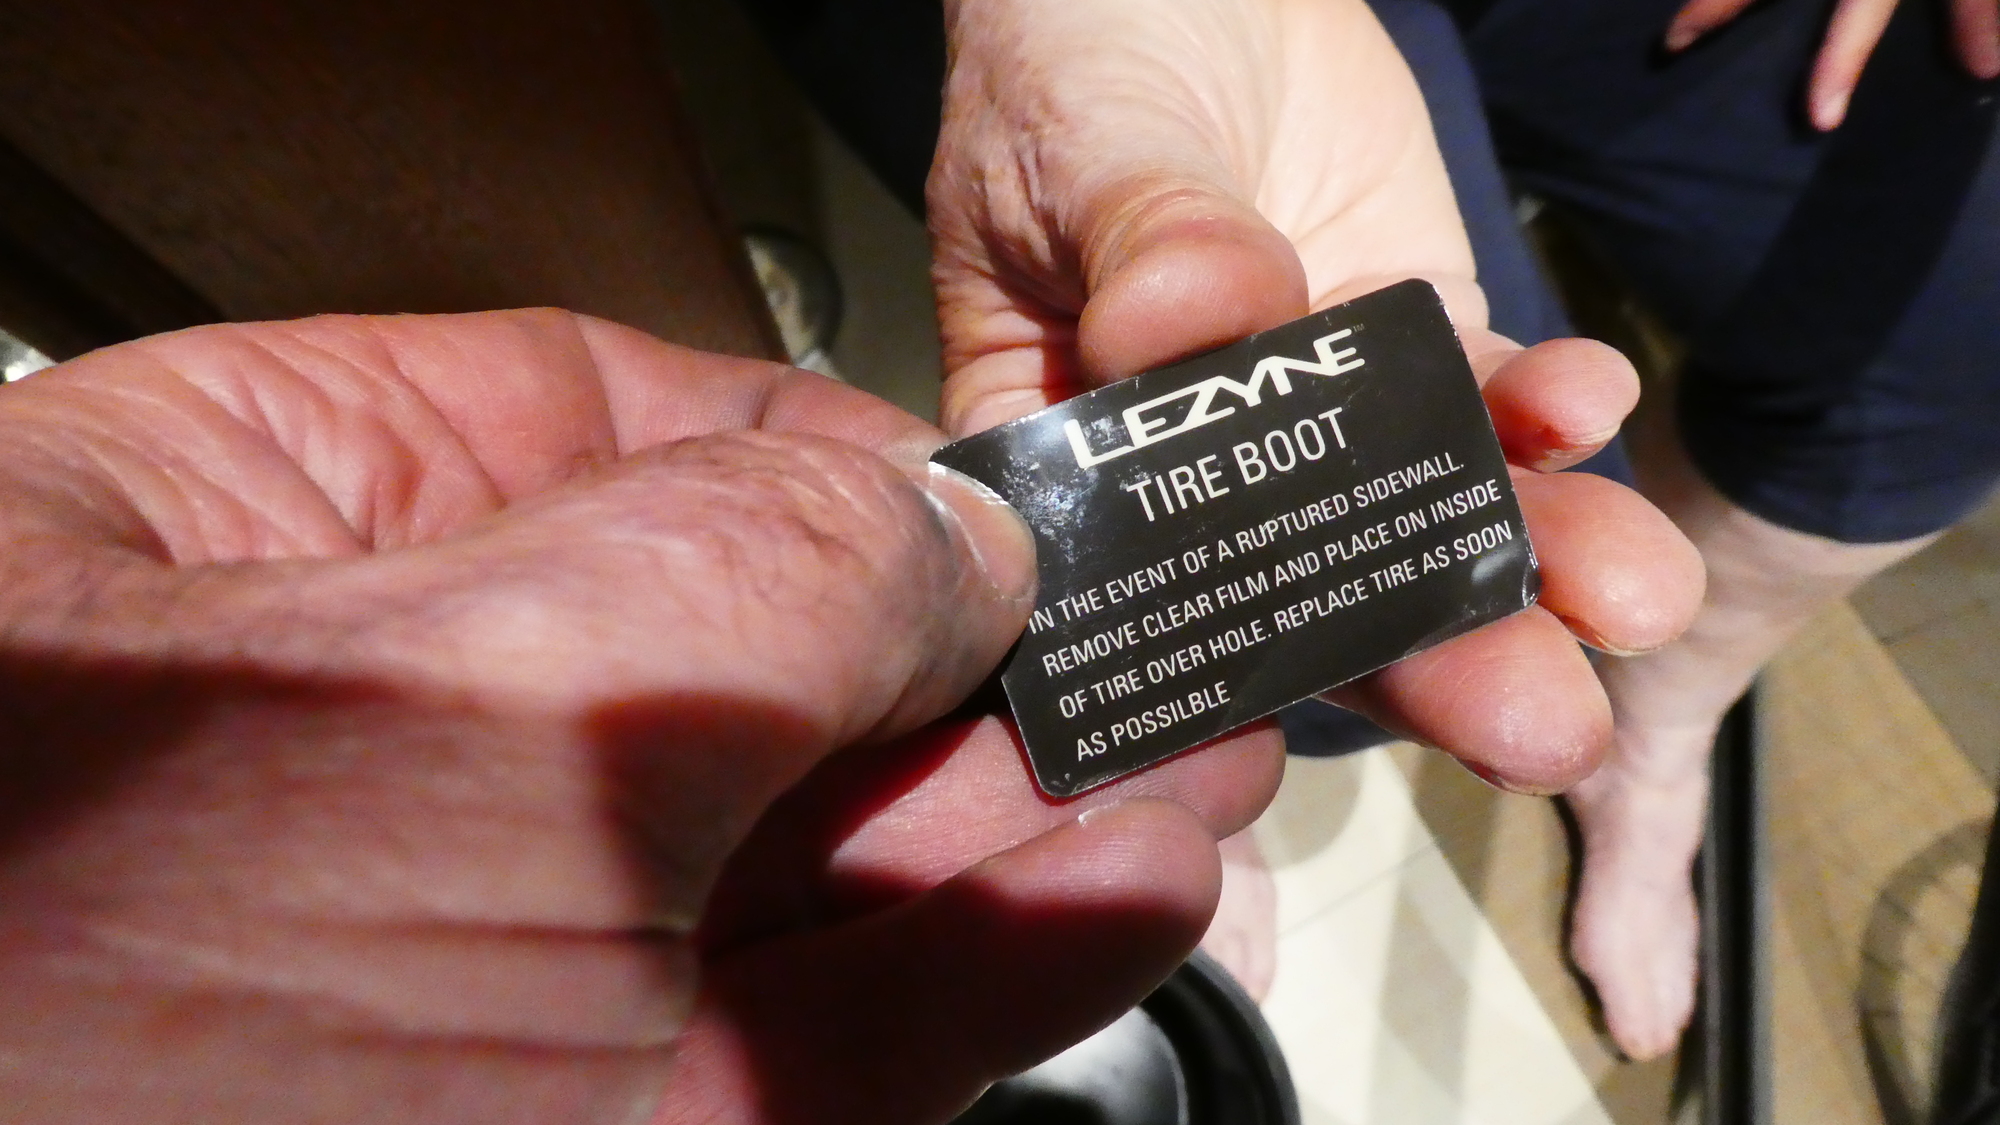 LEZYNE™
TIRE BOOT
IN THE EVENT OF A RUPTURED SIDEWALL.
REMOVE CLEAR FILM AND PLACE ON INSIDE
OF TIRE OVER HOLE. REPLACE TIRE AS SOON
AS POSSILBLE